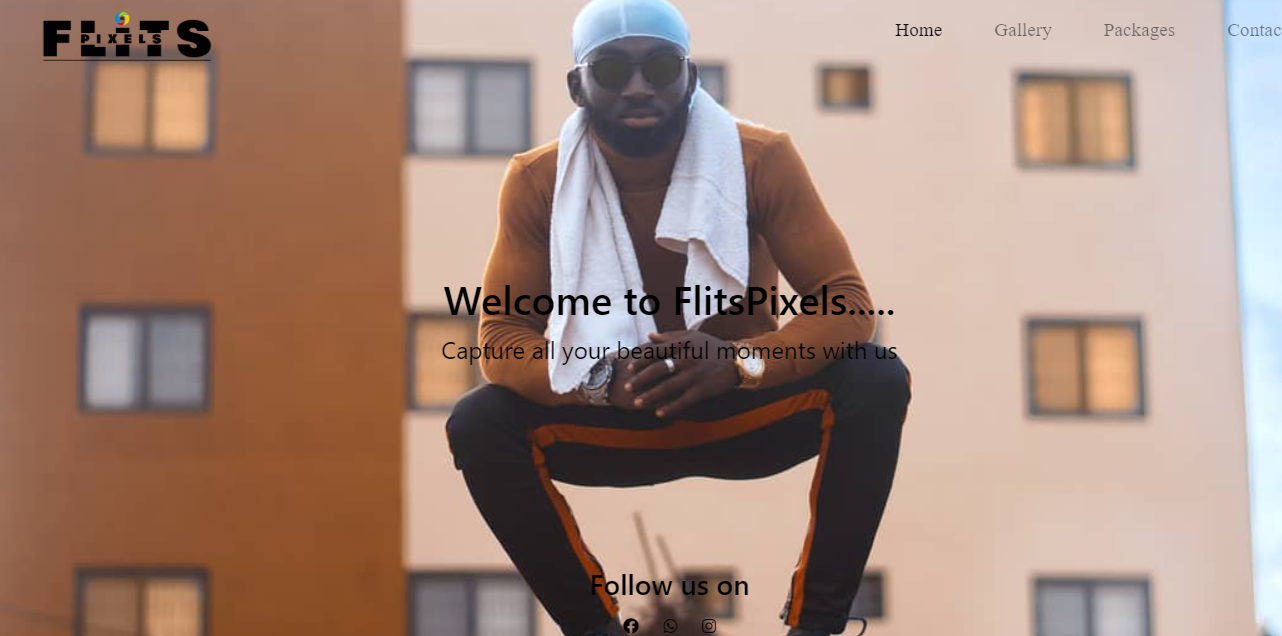 FLiTS
PIXELS
Home Gallery Packages Contac
Welcome to FlitsPixels.....
Capture all your beautiful moments with us
Follow us on